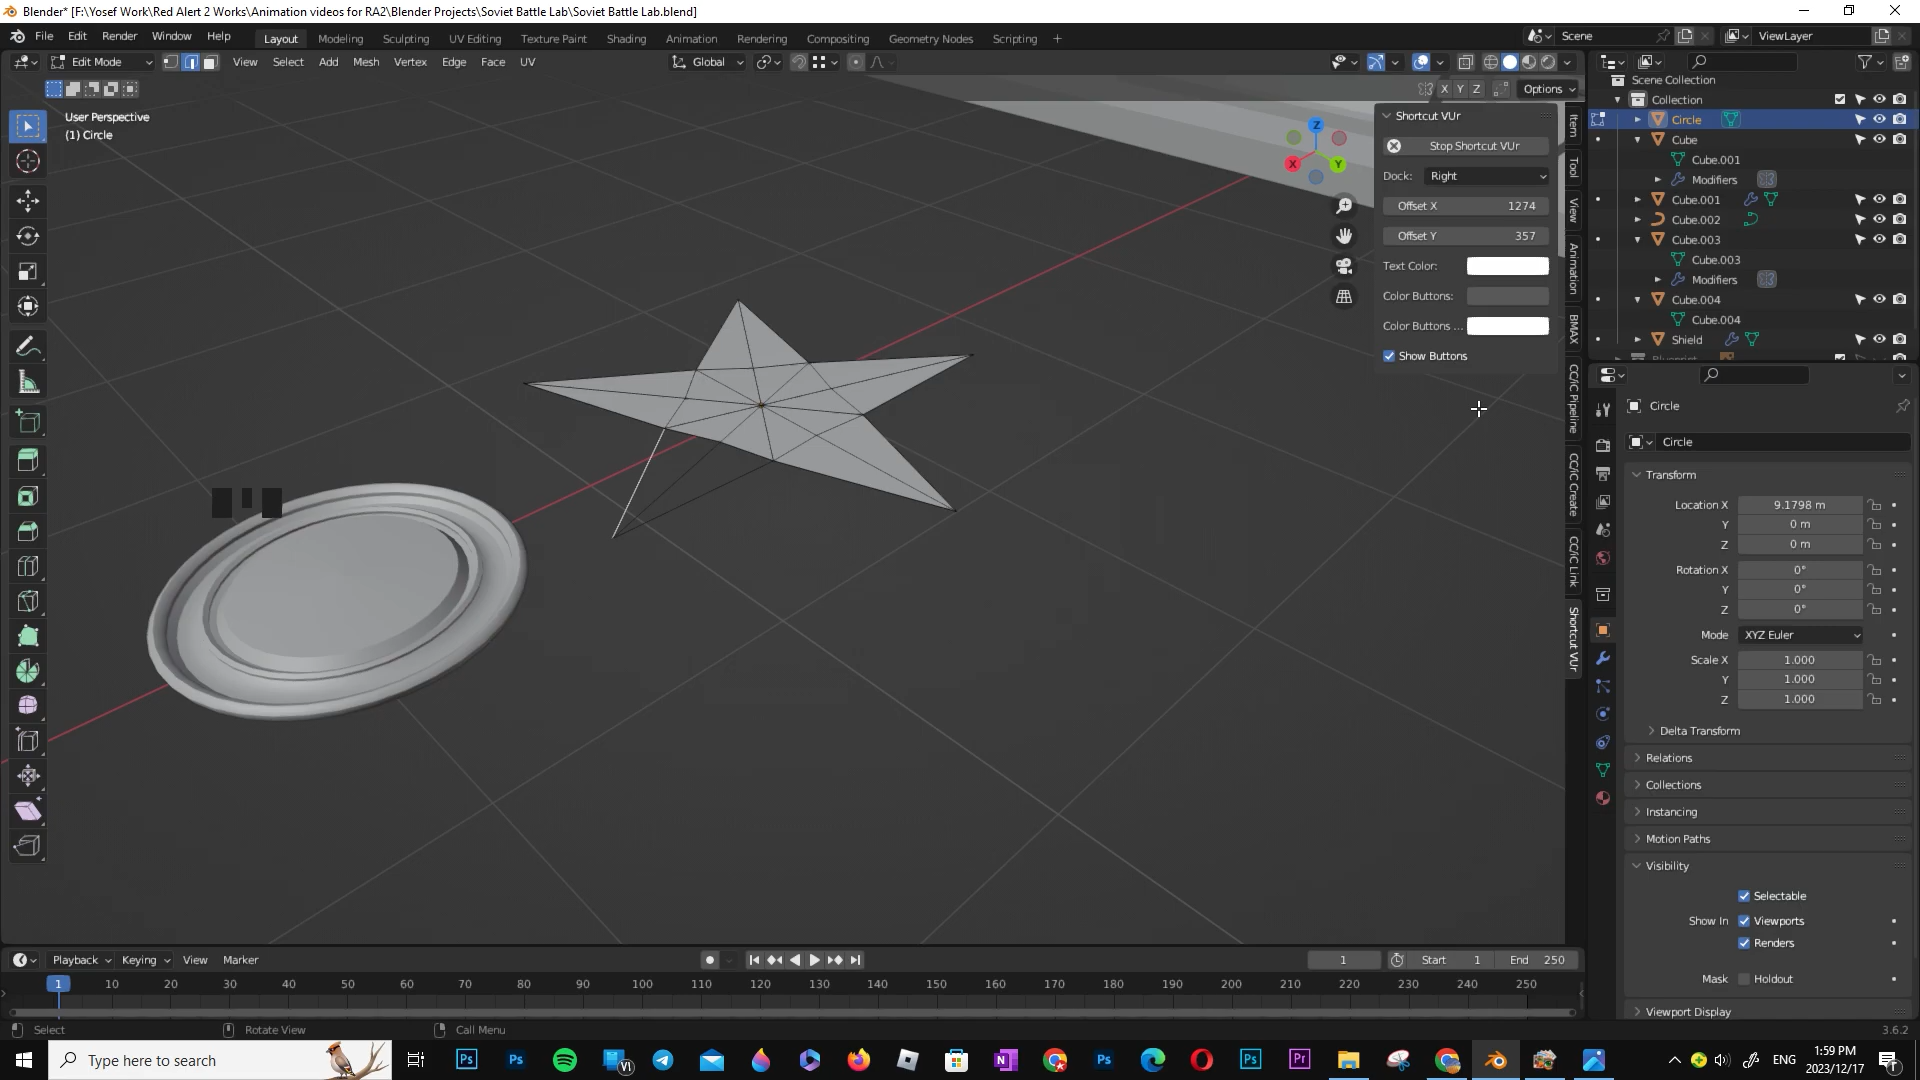 Blender* [F:\Yosef Work\Red Alert 2 Works\Animation videos for RA2\Blender Projects\Soviet Battle Lab\Soviet Battle Lab.blend]
File Edit Render Window Help
Layout Modeling Sculpting UV Editing Texture Paint Shading Animation Rendering Compositing Geometry Nodes Scripting +
Scene
ViewLayer
Edit Mode View Select Add Mesh Vertex Edge Face UV
Global
X Y Z Options
User Perspective
(1) Circle
Z
X
Y
Shortcut VUr
Stop Shortcut VUr
Dock: Right
Offset X 1274
Offset Y 357
Text Color:
Color Buttons:
Color Buttons ...
Show Buttons
Item
Tool
View
Animation
BMAX
CC/iC Pipeline
CC/iC Create
CC/iC Link
Shortcut VUr
Scene Collection
Collection
Circle
Cube
Cube.001
Modifiers
Cube.001
Cube.002
Cube.003
Cube.003
Modifiers
Cube.004
Cube.004
Shield
Blueprint
Circle
Circle
Transform
Location X 9.1798 m
Y 0 m
Z 0 m
Rotation X 0°
Y 0°
Z 0°
Mode XYZ Euler
Scale X 1.000
Y 1.000
Z 1.000
Delta Transform
Relations
Collections
Instancing
Motion Paths
Visibility
Selectable
Show In Viewports
Renders
Mask Holdout
Viewport Display
Playback Keying View Marker
1 Start 1 End 250
1 10 20 30 40 50 60 70 80 90 100 110 120 130 140 150 160 170 180 190 200 210 220 230 240 250
Select Rotate View Call Menu
3.6.2
Type here to search
ENG
1:59 PM
2023/12/17